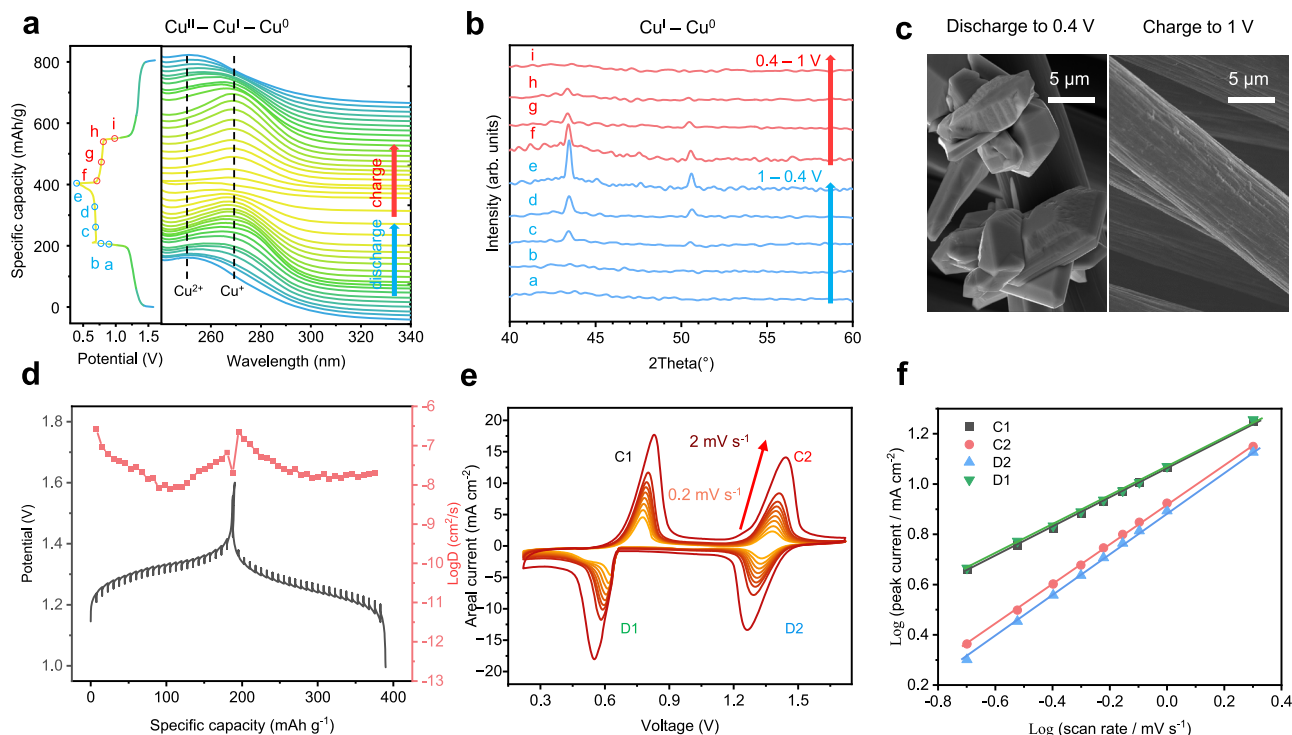 a
Cu^II – Cu^I – Cu^0
Specific capacity (mAh/g)
800
600
400
200
0
h
i
g
f
e
d
c
b
a
charge
discharge
Cu²⁺
Cu⁺
0.5
1.0
1.5
260
280
300
320
340
Potential (V)
Wavelength (nm)
b
Cu^I – Cu^0
Intensity (arb. units)
i
h
g
f
e
d
c
b
a
0.4 – 1 V
1 – 0.4 V
40
45
50
55
60
2Theta(°)
c
Discharge to 0.4 V
Charge to 1 V
5 µm
5 µm
d
Potential (V)
1.8
1.6
1.4
1.2
1.0
−6
−7
−8
−9
−10
−11
−12
−13
LogD (cm²/s)
0
100
200
300
400
Specific capacity (mAh g⁻¹)
e
Areal current (mA cm⁻²)
20
15
10
5
0
−5
−10
−15
−20
C1
2 mV s⁻¹
C2
0.2 mV s⁻¹
D1
D2
0.3
0.6
0.9
1.2
1.5
Voltage (V)
f
Log (peak current / mA cm⁻²)
1.2
1.0
0.8
0.6
0.4
0.2
C1
C2
D2
D1
-0.8
-0.6
-0.4
-0.2
0.0
0.2
0.4
Log (scan rate / mV s⁻¹)